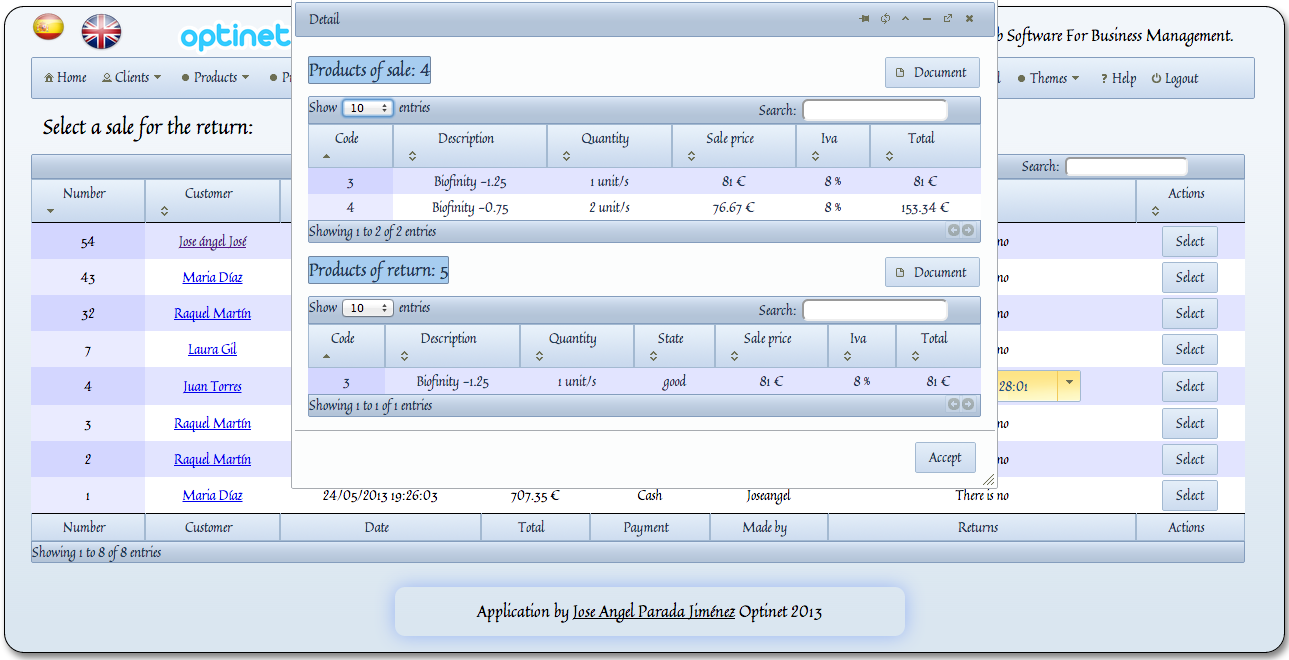 Detail
optinet
b Software For Business Management.
Home Clients Products Themes Help Logout
? Help
Select a sale for the return:
Products of sale: 4
Document
Show 10 entries
Search:
Code Description Quantity Sale price Iva Total
3 Biofinity -1.25 1 unit/s 81 € 8 % 81 €
4 Biofinity -0.75 2 unit/s 76.67 € 8 % 153.34 €
Showing 1 to 2 of 2 entries
Products of return: 5
Document
Show 10 entries
Search:
Code Description Quantity State Sale price Iva Total
3 Biofinity -1.25 1 unit/s good 81 € 8 % 81 €
Showing 1 to 1 of 1 entries
Accept
Search:
Number Customer Actions
54 Jose ángel José no Select
43 Maria Díaz no Select
32 Raquel Martín no Select
7 Laura Gil no Select
4 Juan Torres 28:01 Select
3 Raquel Martín no Select
2 Raquel Martín no Select
1 Maria Díaz 24/05/2013 19:26:03 707.35 € Cash Joseangel There is no Select
Number Customer Date Total Payment Made by Returns Actions
Showing 1 to 8 of 8 entries
Application by Jose Angel Parada Jiménez Optinet 2013